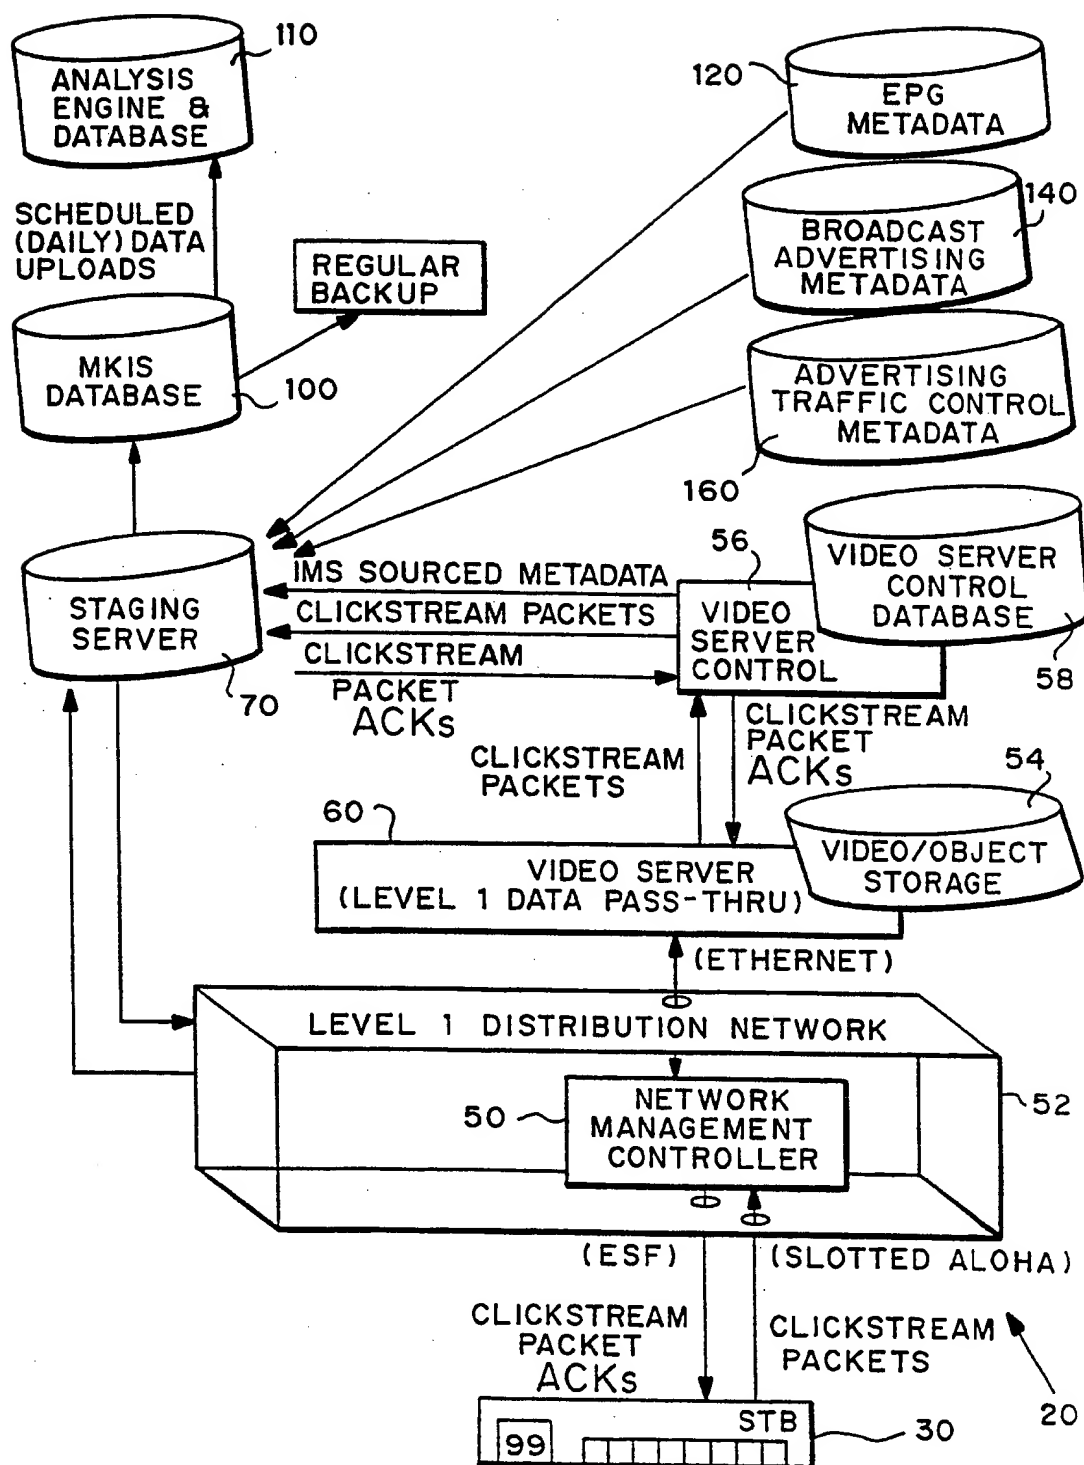 110
ANALYSIS
ENGINE &
DATABASE
120
EPG
METADATA
SCHEDULED
(DAILY) DATA
UPLOADS
REGULAR
BACKUP
140
BROADCAST
ADVERTISING
METADATA
MKIS
DATABASE
100
ADVERTISING
TRAFFIC CONTROL
METADATA
160
56
VIDEO SERVER
CONTROL
DATABASE
58
STAGING
SERVER
70
IMS SOURCED METADATA
CLICKSTREAM PACKETS
CLICKSTREAM
PACKET
ACKs
VIDEO
SERVER
CONTROL
CLICKSTREAM
PACKETS
CLICKSTREAM
PACKET
ACKs
54
60
VIDEO SERVER
(LEVEL 1 DATA PASS-THRU)
VIDEO/OBJECT
STORAGE
(ETHERNET)
LEVEL 1 DISTRIBUTION NETWORK
50
NETWORK
MANAGEMENT
CONTROLLER
52
(ESF)
(SLOTTED ALOHA)
CLICKSTREAM
PACKET
ACKs
CLICKSTREAM
PACKETS
20
STB
99
30